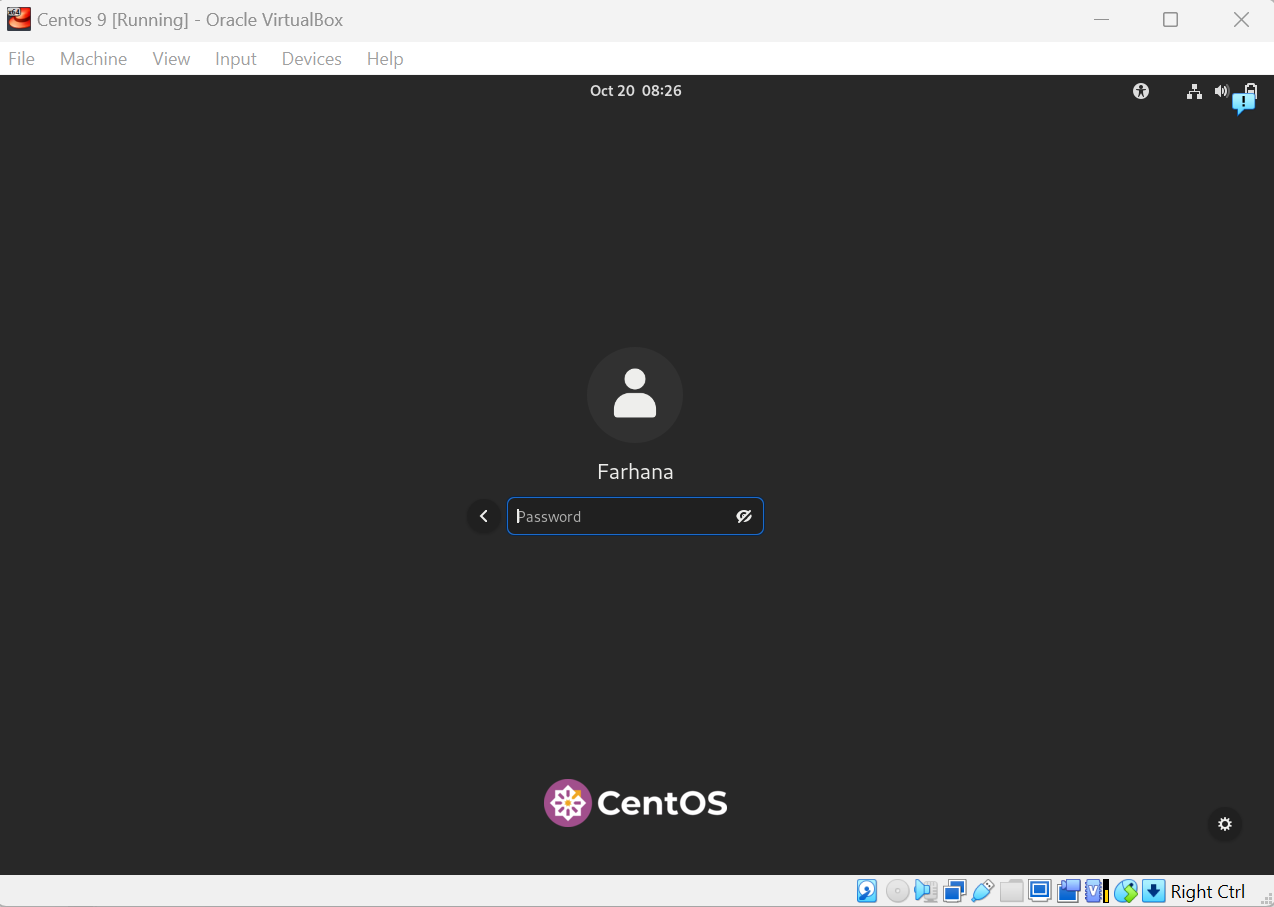 Centos 9 [Running] - Oracle VirtualBox
File Machine View Input Devices Help
Oct 20 08:26
Farhana
Password
CentOS
Right Ctrl